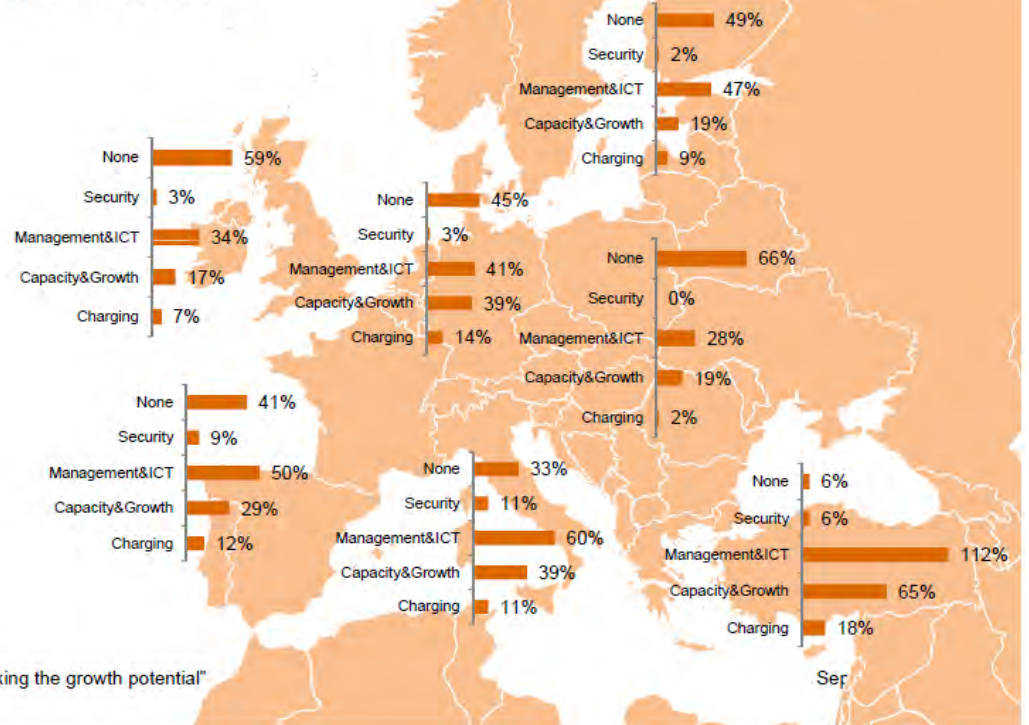 None 49%
Security 2%
Management&ICT 47%
Capacity&Growth 19%
Charging 9%
None 59%
Security 3%
Management&ICT 34%
Capacity&Growth 17%
Charging 7%
None 45%
Security 3%
Management&ICT 41%
Capacity&Growth 39%
Charging 14%
None 66%
Security 0%
Management&ICT 28%
Capacity&Growth 19%
Charging 2%
None 41%
Security 9%
Management&ICT 50%
Capacity&Growth 29%
Charging 12%
None 33%
Security 11%
Management&ICT 60%
Capacity&Growth 39%
Charging 11%
None 6%
Security 6%
Management&ICT 112%
Capacity&Growth 65%
Charging 18%
king the growth potential"
Sep